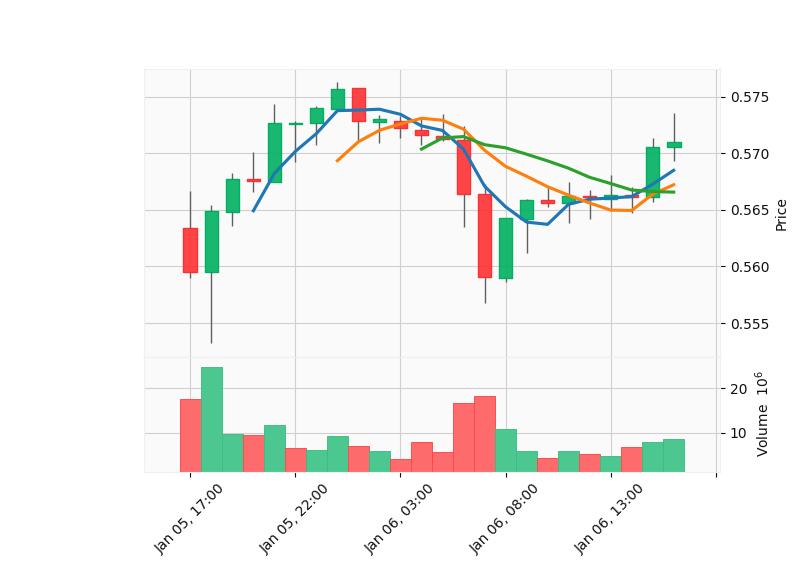 0.575
0.570
0.565
0.560
0.555
Price
20
10
Volume 10^6
Jan 05, 17:00
Jan 05, 22:00
Jan 06, 03:00
Jan 06, 08:00
Jan 06, 13:00